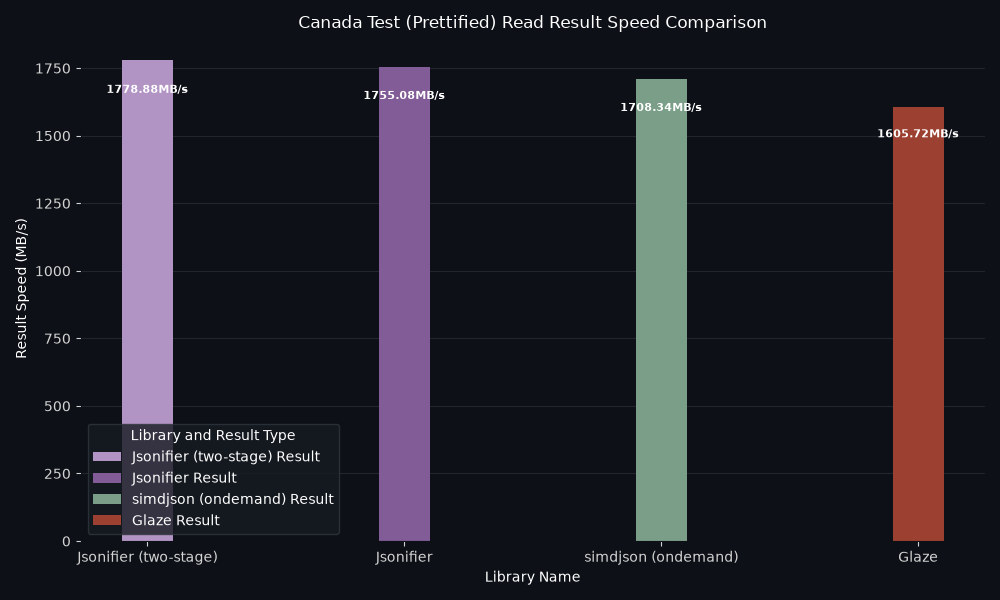 Canada Test (Prettified) Read Result Speed Comparison
Result Speed (MB/s)
1750
1500
1250
1000
750
500
250
0
1778.88MB/s
1755.08MB/s
1708.34MB/s
1605.72MB/s
Library and Result Type
Jsonifier (two-stage) Result
Jsonifier Result
simdjson (ondemand) Result
Glaze Result
Jsonifier (two-stage)
Jsonifier
simdjson (ondemand)
Glaze
Library Name